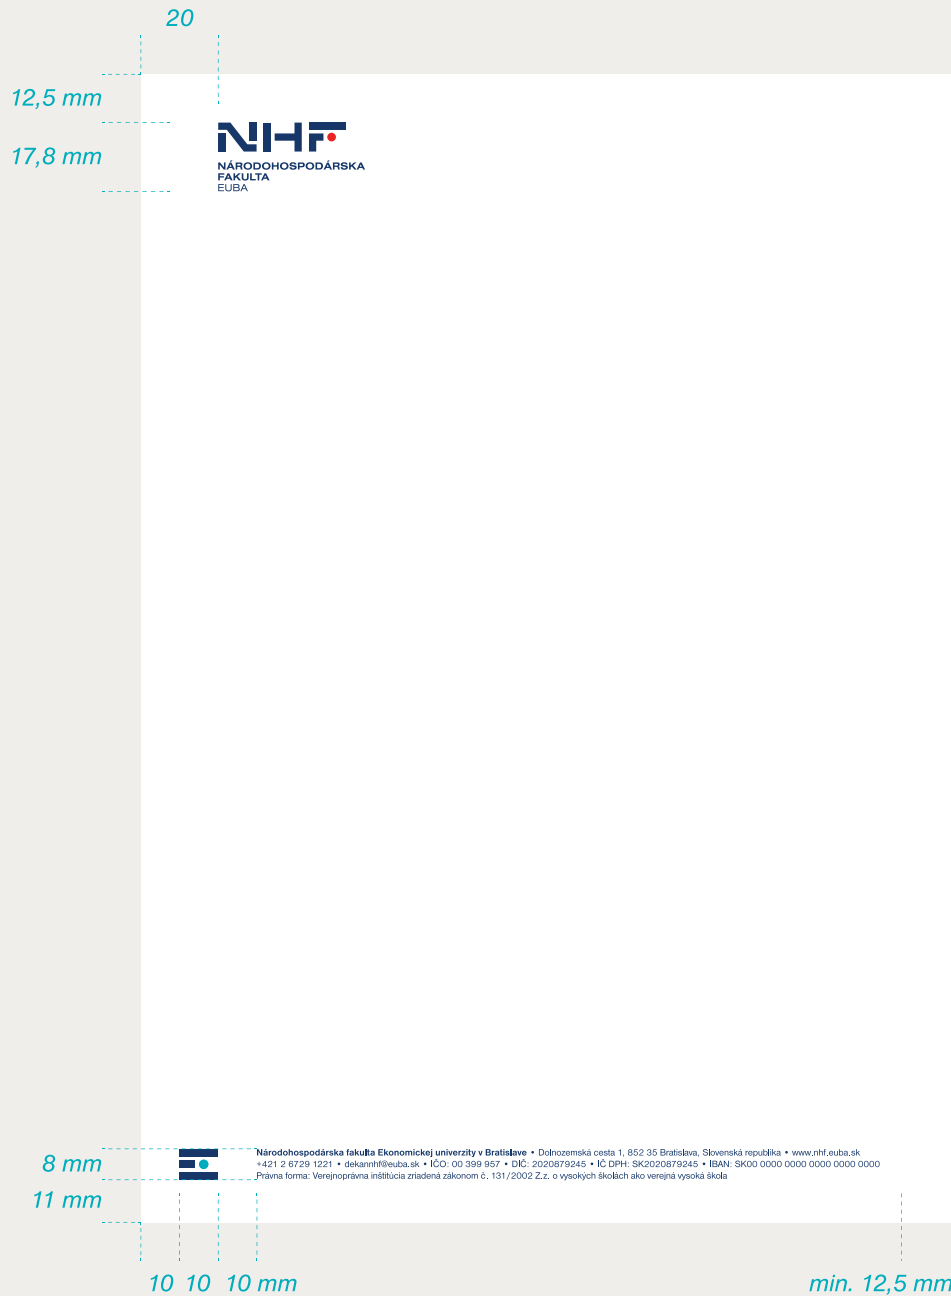 20
12,5 mm
17,8 mm
NHF
NÁRODOHOSPODÁRSKA
FAKULTA
EUBA
8 mm
11 mm
Národohospodárska fakulta Ekonomickej univerzity v Bratislave • Dolnozemská cesta 1, 852 35 Bratislava, Slovenská republika • www.nhf.euba.sk
+421 2 6729 1221 • dekannhf@euba.sk • IČO: 00 399 957 • DIČ: 2020879245 • IČ DPH: SK2020879245 • IBAN: SK00 0000 0000 0000 0000 0000
Právna forma: Verejnoprávna inštitúcia zriadená zákonom č. 131/2002 Z.z. o vysokých školách ako verejná vysoká škola
10 10 10 mm
min. 12,5 mm